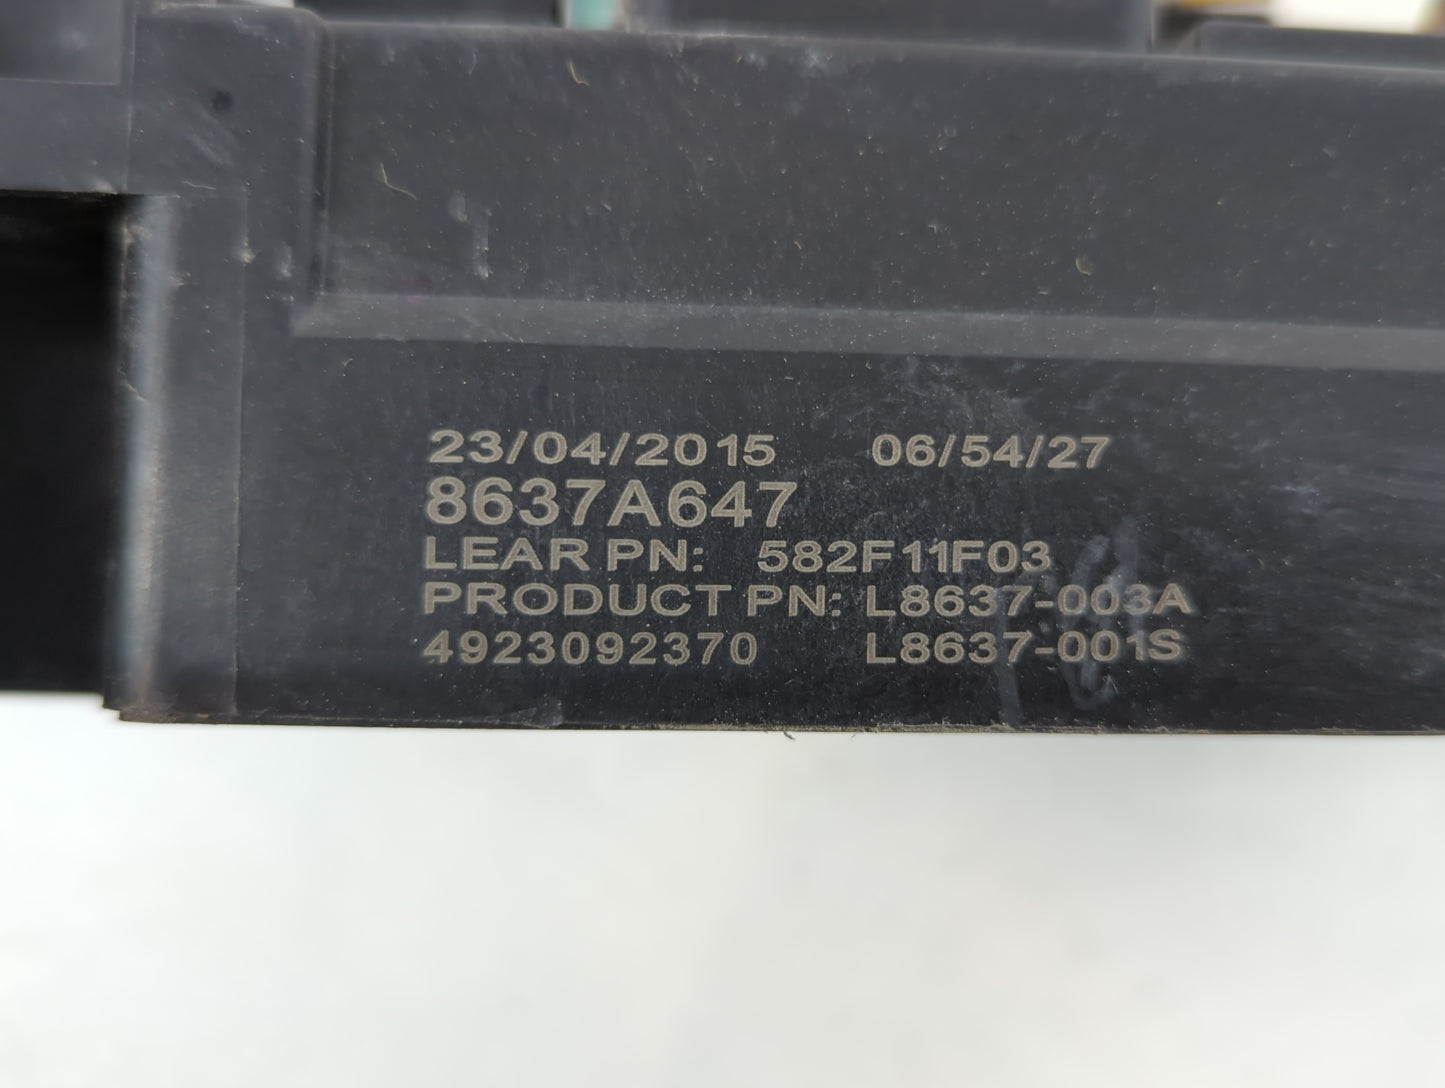 23/04/2015 06/54/27
8637A647
LEAR PN: 582F11F03
PRODUCT PN: L8637-003A
4923092370 L8637-001S